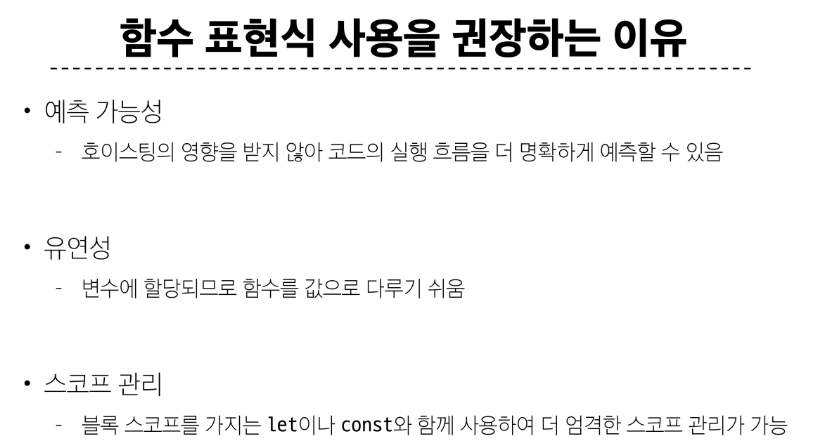 함수 표현식 사용을 권장하는 이유
• 예측 가능성
- 호이스팅의 영향을 받지 않아 코드의 실행 흐름을 더 명확하게 예측할 수 있음
• 유연성
- 변수에 할당되므로 함수를 값으로 다루기 쉬움
• 스코프 관리
- 블록 스코프를 가지는 let이나 const와 함께 사용하여 더 엄격한 스코프 관리가 가능